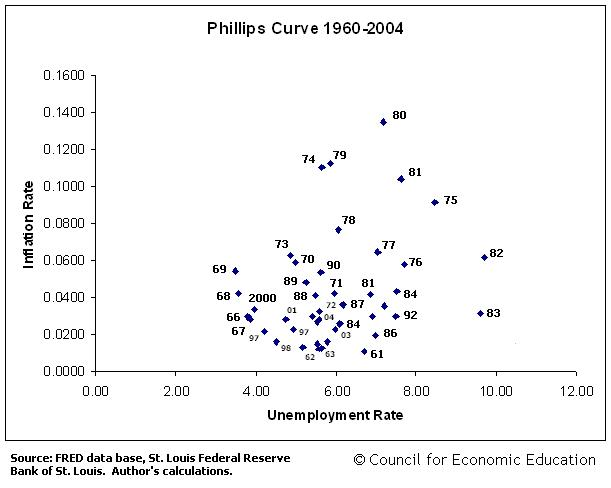 Phillips Curve 1960-2004
0.1600
0.1400
0.1200
0.1000
0.0800
0.0600
0.0400
0.0200
0.0000
Inflation Rate
80
74 79
81
75
78
73 70 77 76 82
69 89 90
68 2000 88 71 81 84
66 01 72 87 83
67 97 97 04 84 92
98 03 86
62 63 61
0.00 2.00 4.00 6.00 8.00 10.00 12.00
Unemployment Rate
Source: FRED data base, St. Louis Federal Reserve
Bank of St. Louis. Author's calculations.
© Council for Economic Education